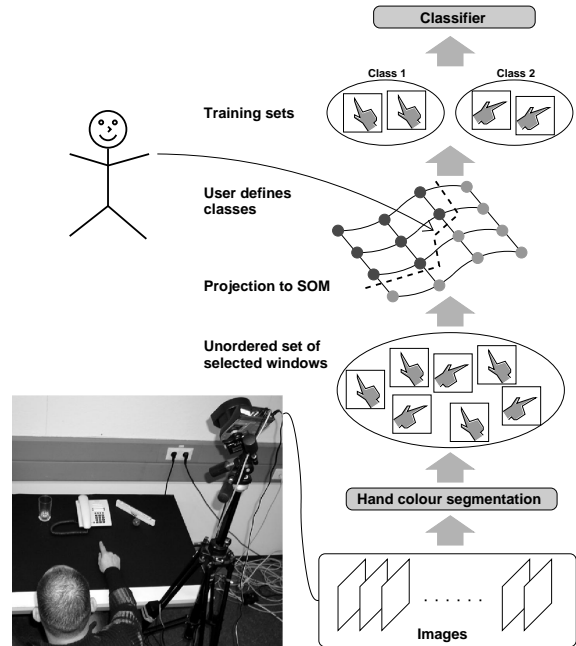 Classifier
Class 1
Class 2
Training sets
User defines
classes
Projection to SOM
Unordered set of
selected windows
Hand colour segmentation
. . . . . .
Images